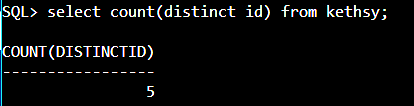 SQL> select count(distinct id) from kethsy;
COUNT(DISTINCTID)
-----------------
5